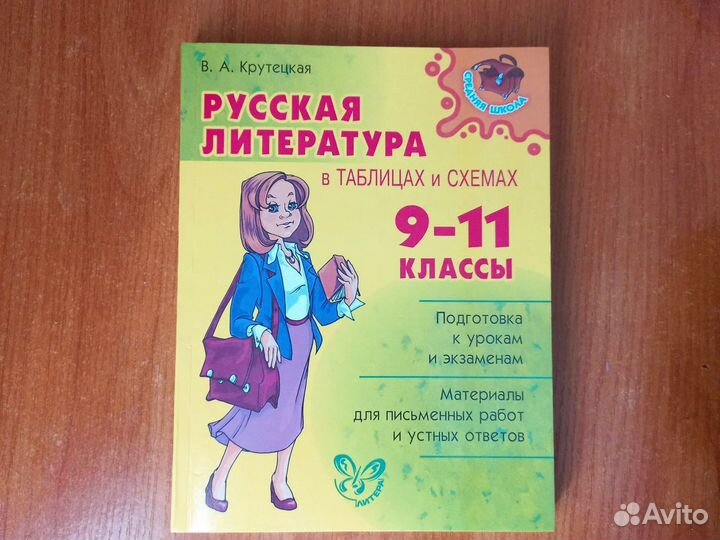 В. А. Крутецкая
СРЕДНЯЯ ШКОЛА
РУССКАЯ
ЛИТЕРАТУРА
в ТАБЛИЦАХ и СХЕМАХ
9–11
КЛАССЫ
Подготовка
к урокам
и экзаменам
Материалы
для письменных работ
и устных ответов
ЛИТЕРА
Avito